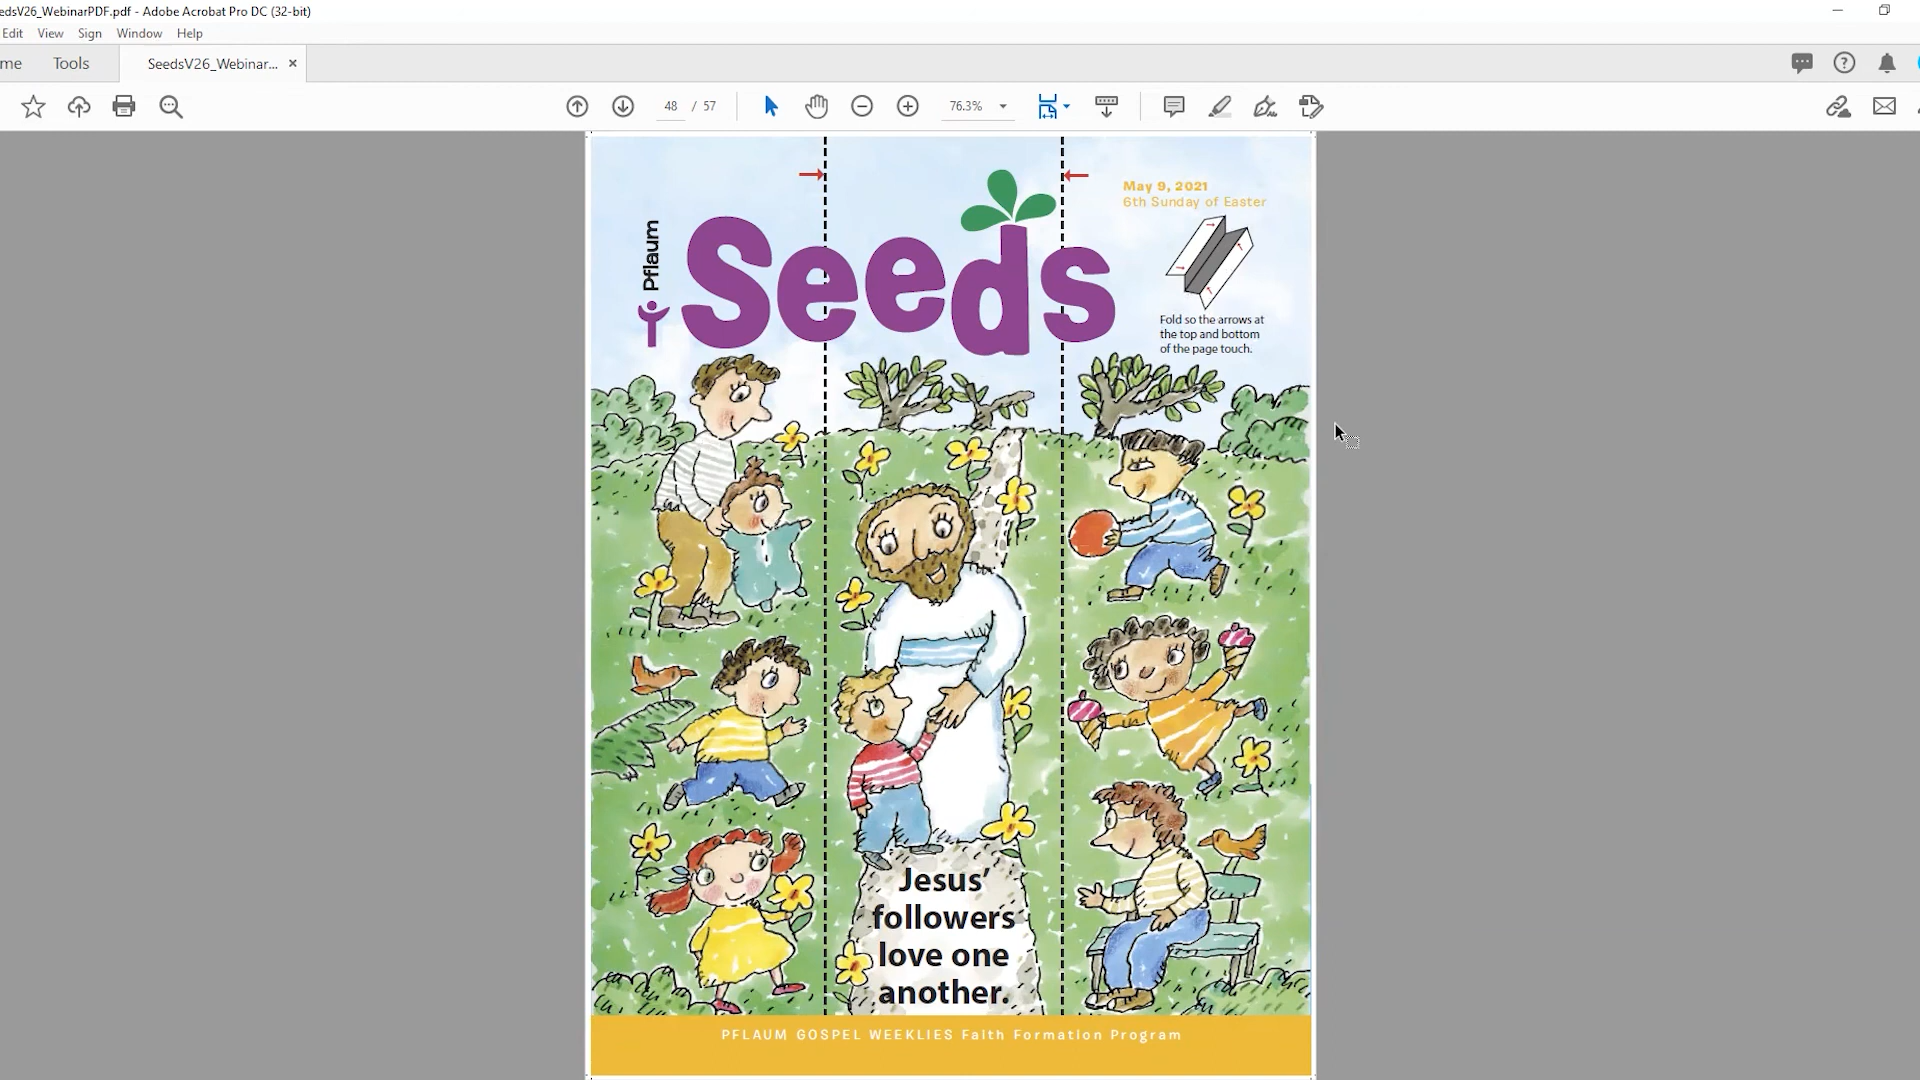 edsV26_WebinarPDF.pdf - Adobe Acrobat Pro DC (32-bit)
Edit View Sign Window Help
me Tools SeedsV26_Webinar... ×
48 / 57 76.3%
May 9, 2021
6th Sunday of Easter
Pflaum
Seeds
Fold so the arrows at
the top and bottom
of the page touch.
Jesus’
followers
love one
another.
PFLAUM GOSPEL WEEKLIES Faith Formation Program